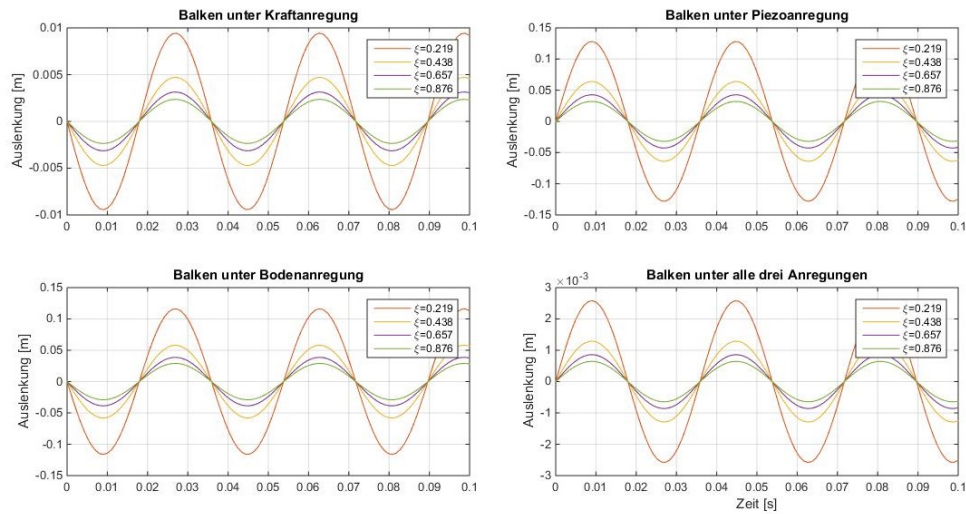 Balken unter Kraftanregung
0.01
0.005
0
-0.005
-0.01
Auslenkung [m]
ξ=0.219
ξ=0.438
ξ=0.657
ξ=0.876
0 0.01 0.02 0.03 0.04 0.05 0.06 0.07 0.08 0.09 0.1
Balken unter Piezoanregung
0.15
0.1
0.05
0
-0.05
-0.1
-0.15
Auslenkung [m]
ξ=0.219
ξ=0.438
ξ=0.657
ξ=0.876
0 0.01 0.02 0.03 0.04 0.05 0.06 0.07 0.08 0.09 0.1
Balken unter Bodenanregung
0.15
0.1
0.05
0
-0.05
-0.1
-0.15
Auslenkung [m]
ξ=0.219
ξ=0.438
ξ=0.657
ξ=0.876
0 0.01 0.02 0.03 0.04 0.05 0.06 0.07 0.08 0.09 0.1
Balken unter alle drei Anregungen
×10⁻³
3
2
1
0
-1
-2
-3
Auslenkung [m]
ξ=0.219
ξ=0.438
ξ=0.657
ξ=0.876
0 0.01 0.02 0.03 0.04 0.05 0.06 0.07 0.08 0.09 0.1
Zeit [s]